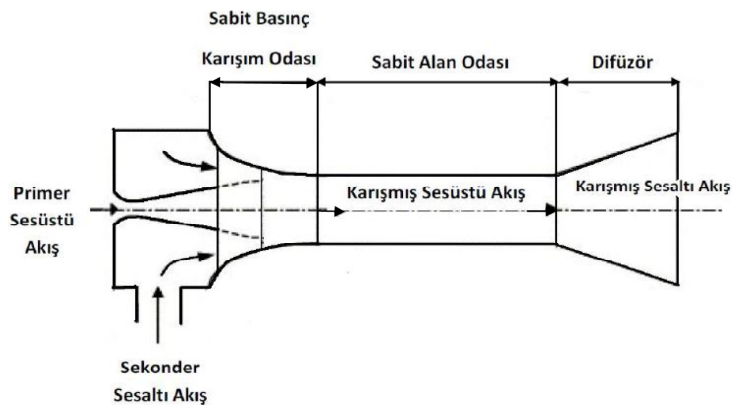 Sabit Basınç
Karışım Odası
Sabit Alan Odası
Difüzör
Primer
Sesüstü
Akış
Karışmış Sesüstü Akış
Karışmış Sesaltı Akış
Sekonder
Sesaltı Akış